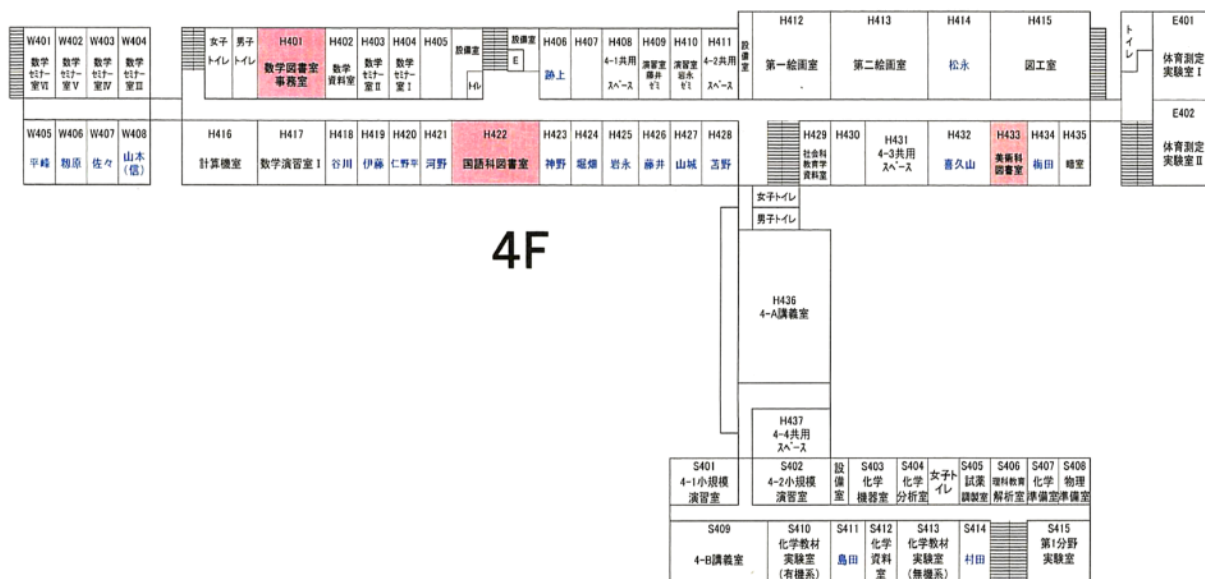 W401
数学
セミナー
室Ⅵ
W402
数学
セミナー
室Ⅴ
W403
数学
セミナー
室Ⅳ
W404
数学
セミナー
室Ⅲ
女子
トイレ
男子
トイレ
H401
数学図書室
事務室
H402
数学
資料室
H403
数学
セミナー
室Ⅱ
H404
数学
セミナー
室Ⅰ
H405
設備室
トイレ
設備室
E
H406
跡上
H407
H408
4-1共用
スペース
H409
演習室
藤井
ゼミ
H410
演習室
岩永
ゼミ
H411
4-2共用
スペース
設備室
H412
第一絵画室
H413
第二絵画室
H414
松永
H415
図工室
トイレ
E401
体育測定
実験室Ⅰ
W405
平峰
W406
W407
佐々
W408
山本
(信)
H416
計算機室
H417
数学演習室Ⅰ
H418
谷川
H419
伊藤
H420
仁野平
H421
河野
H422
国語科図書室
H423
神野
H424
堀畑
H425
岩永
H426
藤井
H427
山城
H428
苫野
H429
社会科
教育学
資料室
H430
H431
4-3共用
スペース
H432
喜久山
H433
美術科
図書室
H434
梅田
H435
暗室
E402
体育測定
実験室Ⅱ
女子トイレ
男子トイレ
4F
H436
4-A講義室
H437
4-4共用
スペース
S401
4-1小規模
演習室
S402
4-2小規模
演習室
設備室
S403
化学
機器室
S404
化学
分析室
女子ト
イレ
S405
試薬
調製室
S406
理科教育
解析室
S407
化学
準備室
S408
物理
準備室
S409
4-B講義室
S410
化学教材
実験室
(有機系)
S411
島田
S412
化学
資料
室
S413
化学教材
実験室
(無機系)
S414
村田
S415
第1分野
実験室